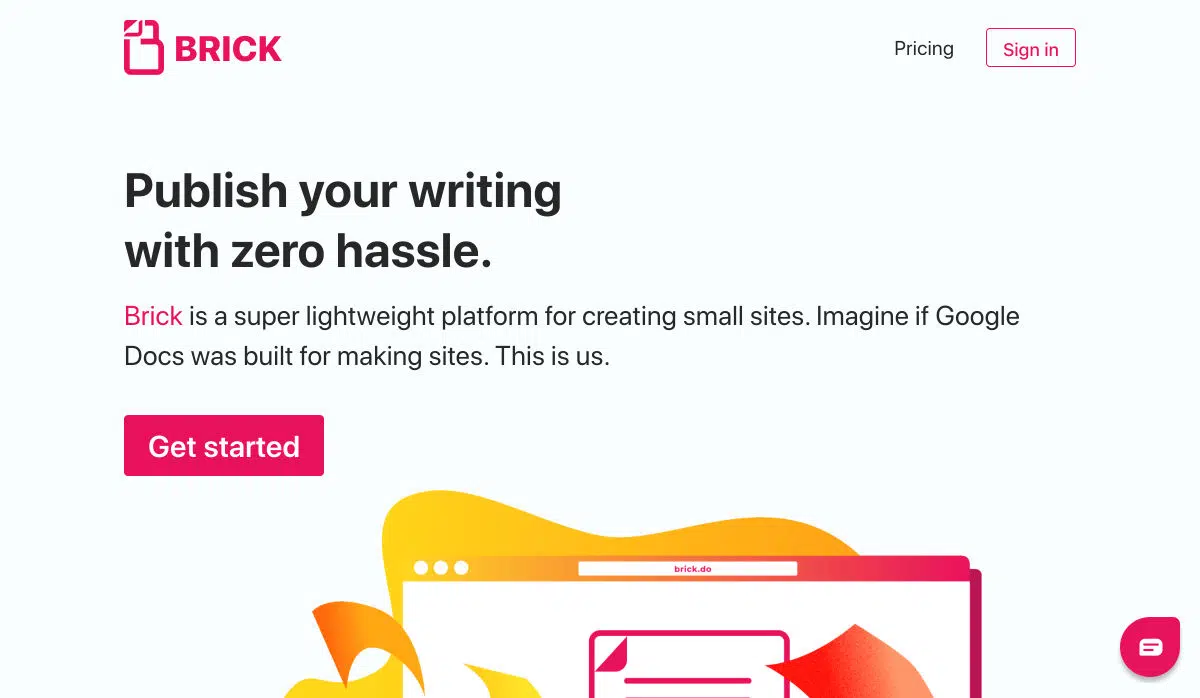 BRICK
Pricing
Sign in
Publish your writing
with zero hassle.
Brick is a super lightweight platform for creating small sites. Imagine if Google
Docs was built for making sites. This is us.
Get started
brick.do